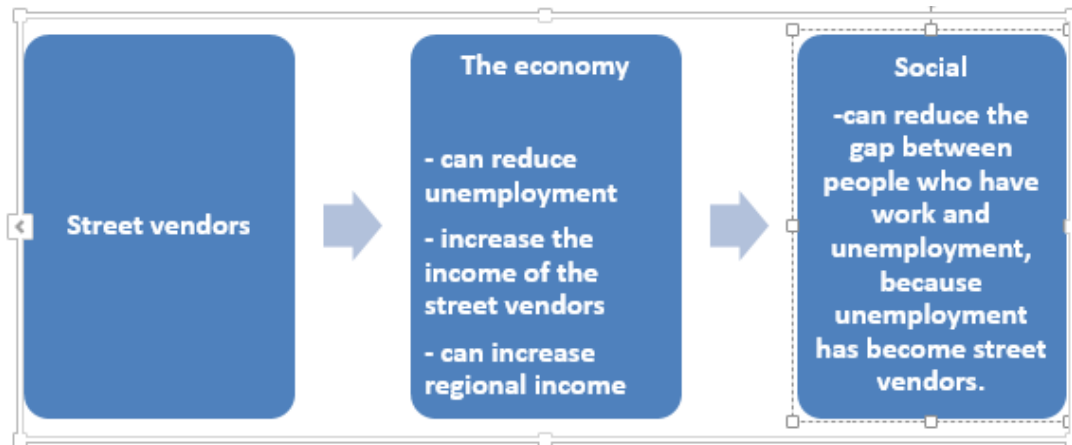 Street vendors
The economy
- can reduce
unemployment
- increase the
income of the
street vendors
- can increase
regional income
Social
-can reduce the
gap between
people who have
work and
unemployment,
because
unemployment
has become street
vendors.